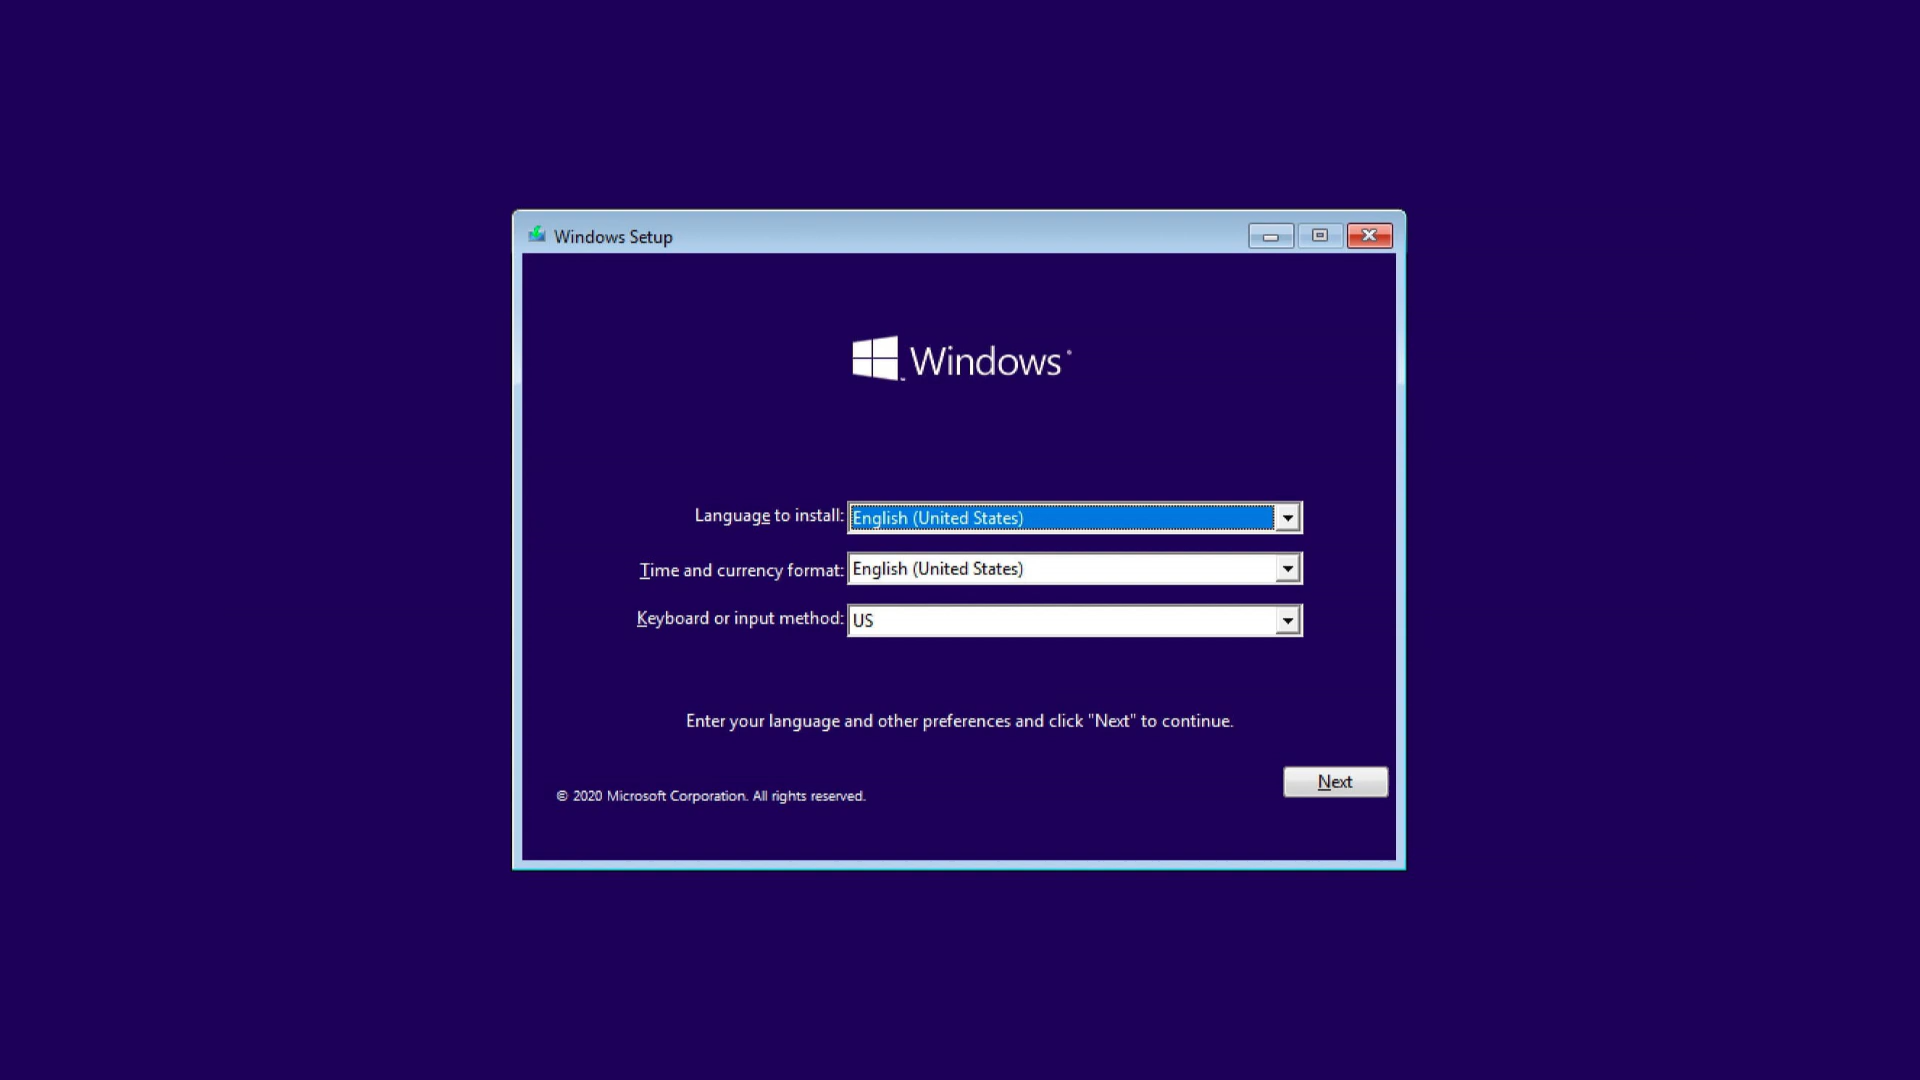 Windows Setup
Windows
Language to install: English (United States)
Time and currency format: English (United States)
Keyboard or input method: US
Enter your language and other preferences and click "Next" to continue.
Next
© 2020 Microsoft Corporation. All rights reserved.